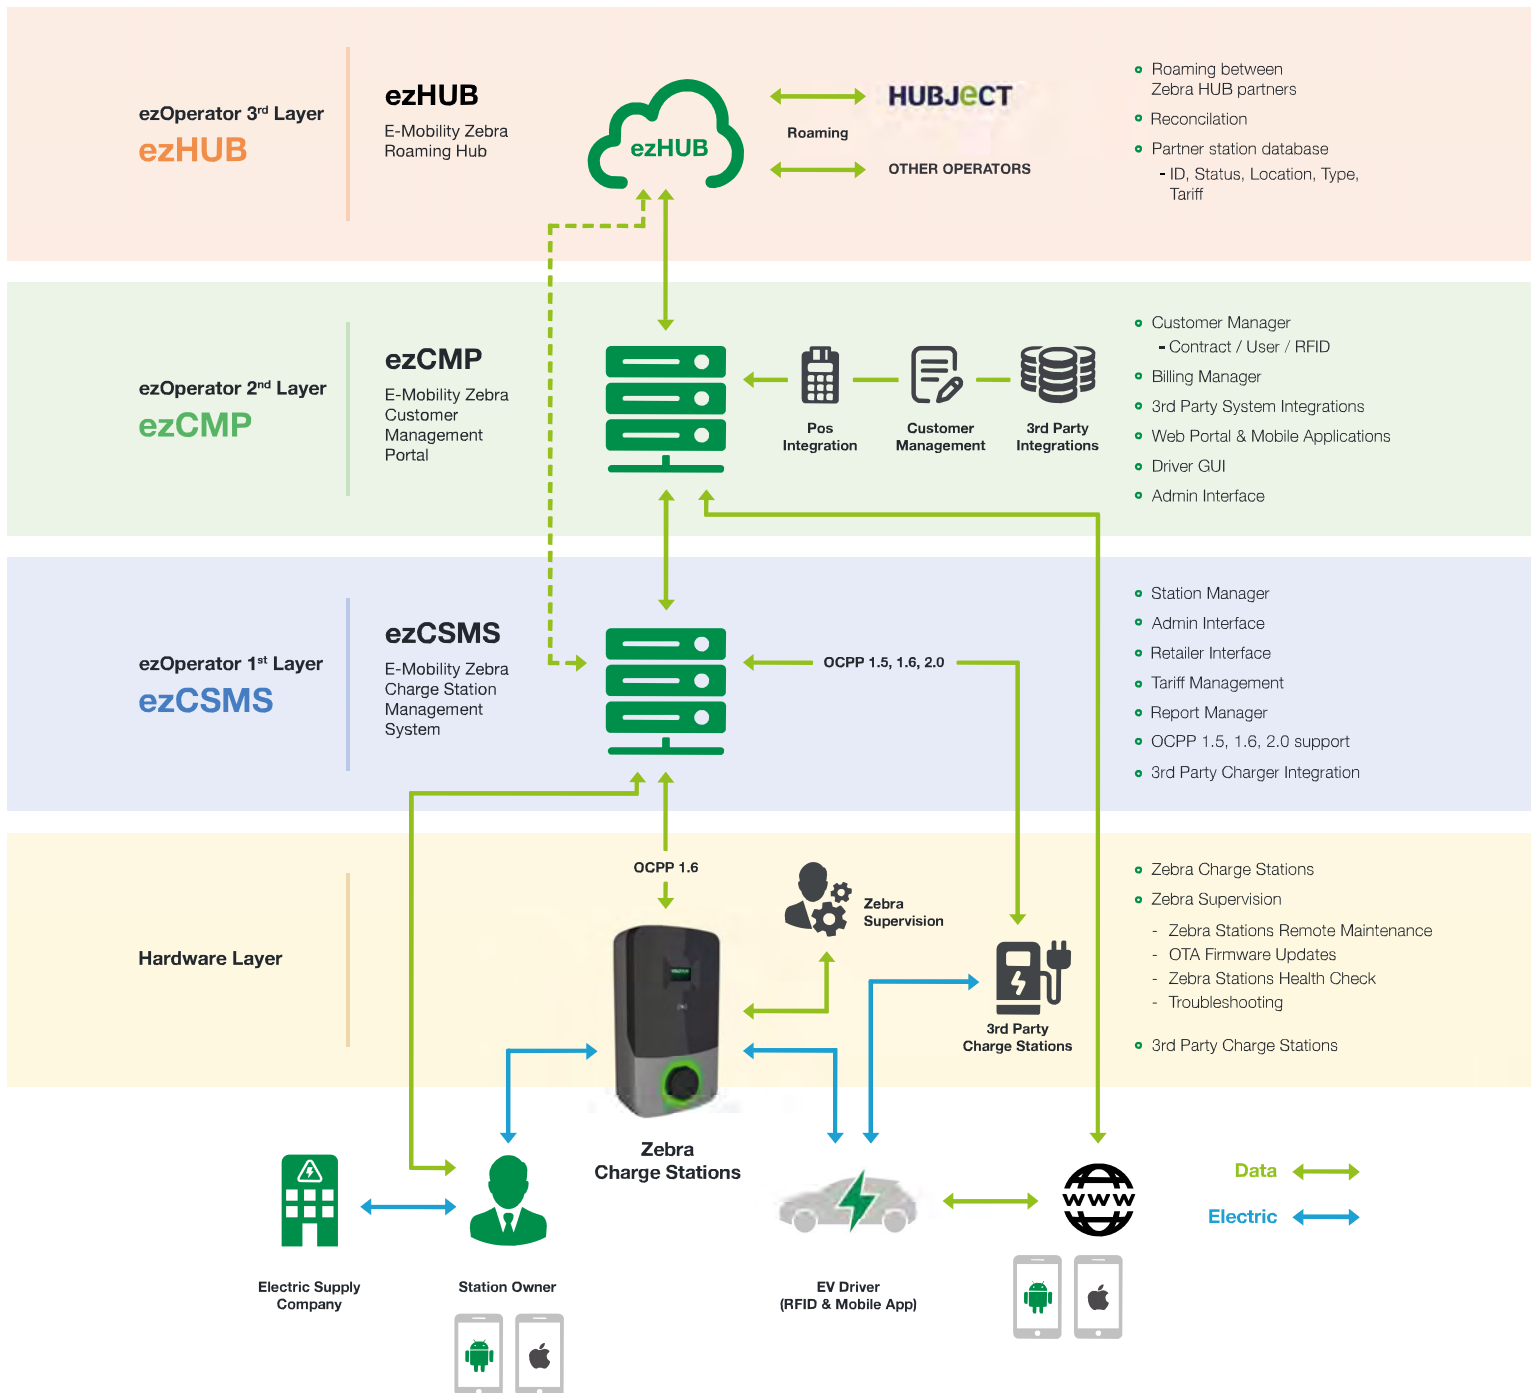 ezOperator 3rd Layer
ezHUB
ezHUB
E-Mobility Zebra
Roaming Hub
ezHUB
Roaming
HUBJeCT
OTHER OPERATORS
Roaming between
Zebra HUB partners
Reconcilation
Partner station database
- ID, Status, Location, Type,
Tariff
ezOperator 2nd Layer
ezCMP
ezCMP
E-Mobility Zebra
Customer
Management
Portal
Pos
Integration
Customer
Management
3rd Party
Integrations
Customer Manager
- Contract / User / RFID
Billing Manager
3rd Party System Integrations
Web Portal & Mobile Applications
Driver GUI
Admin Interface
ezOperator 1st Layer
ezCSMS
ezCSMS
E-Mobility Zebra
Charge Station
Management
System
OCPP 1.5, 1.6, 2.0
Station Manager
Admin Interface
Retailer Interface
Tariff Management
Report Manager
OCPP 1.5, 1.6, 2.0 support
3rd Party Charger Integration
Hardware Layer
OCPP 1.6
Zebra
Supervision
3rd Party
Charge Stations
Zebra Charge Stations
Zebra Supervision
- Zebra Stations Remote Maintenance
- OTA Firmware Updates
- Zebra Stations Health Check
- Troubleshooting
3rd Party Charge Stations
Zebra
Charge Stations
Electric Supply
Company
Station Owner
EV Driver
(RFID & Mobile App)
www
Data
Electric